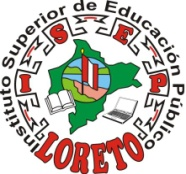 Instituto Superior de Educación Público
I S E P
LORETO